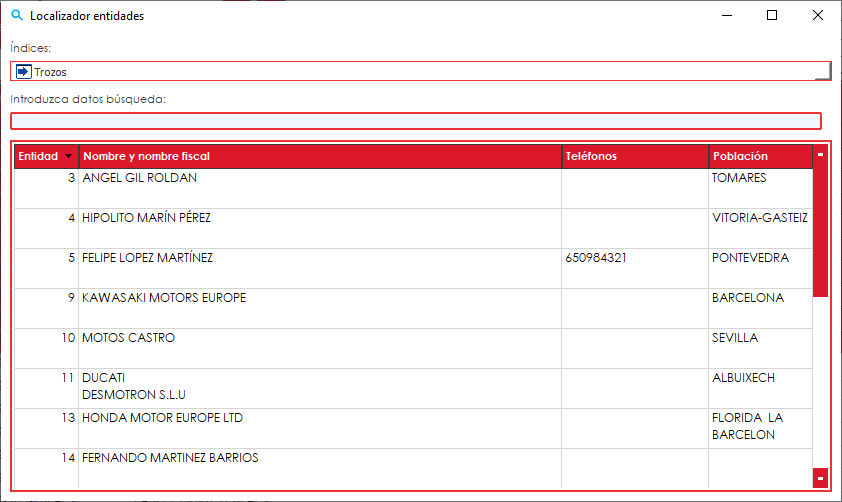 Localizador entidades
Índices:
Trozos
Introduzca datos búsqueda:
Entidad Nombre y nombre fiscal Teléfonos Población
3 ANGEL GIL ROLDAN TOMARES
4 HIPOLITO MARÍN PÉREZ VITORIA-GASTEIZ
5 FELIPE LOPEZ MARTÍNEZ 650984321 PONTEVEDRA
9 KAWASAKI MOTORS EUROPE BARCELONA
10 MOTOS CASTRO SEVILLA
11 DUCATI ALBUIXECH
DESMOTRON S.L.U
13 HONDA MOTOR EUROPE LTD FLORIDA LA
BARCELON
14 FERNANDO MARTINEZ BARRIOS